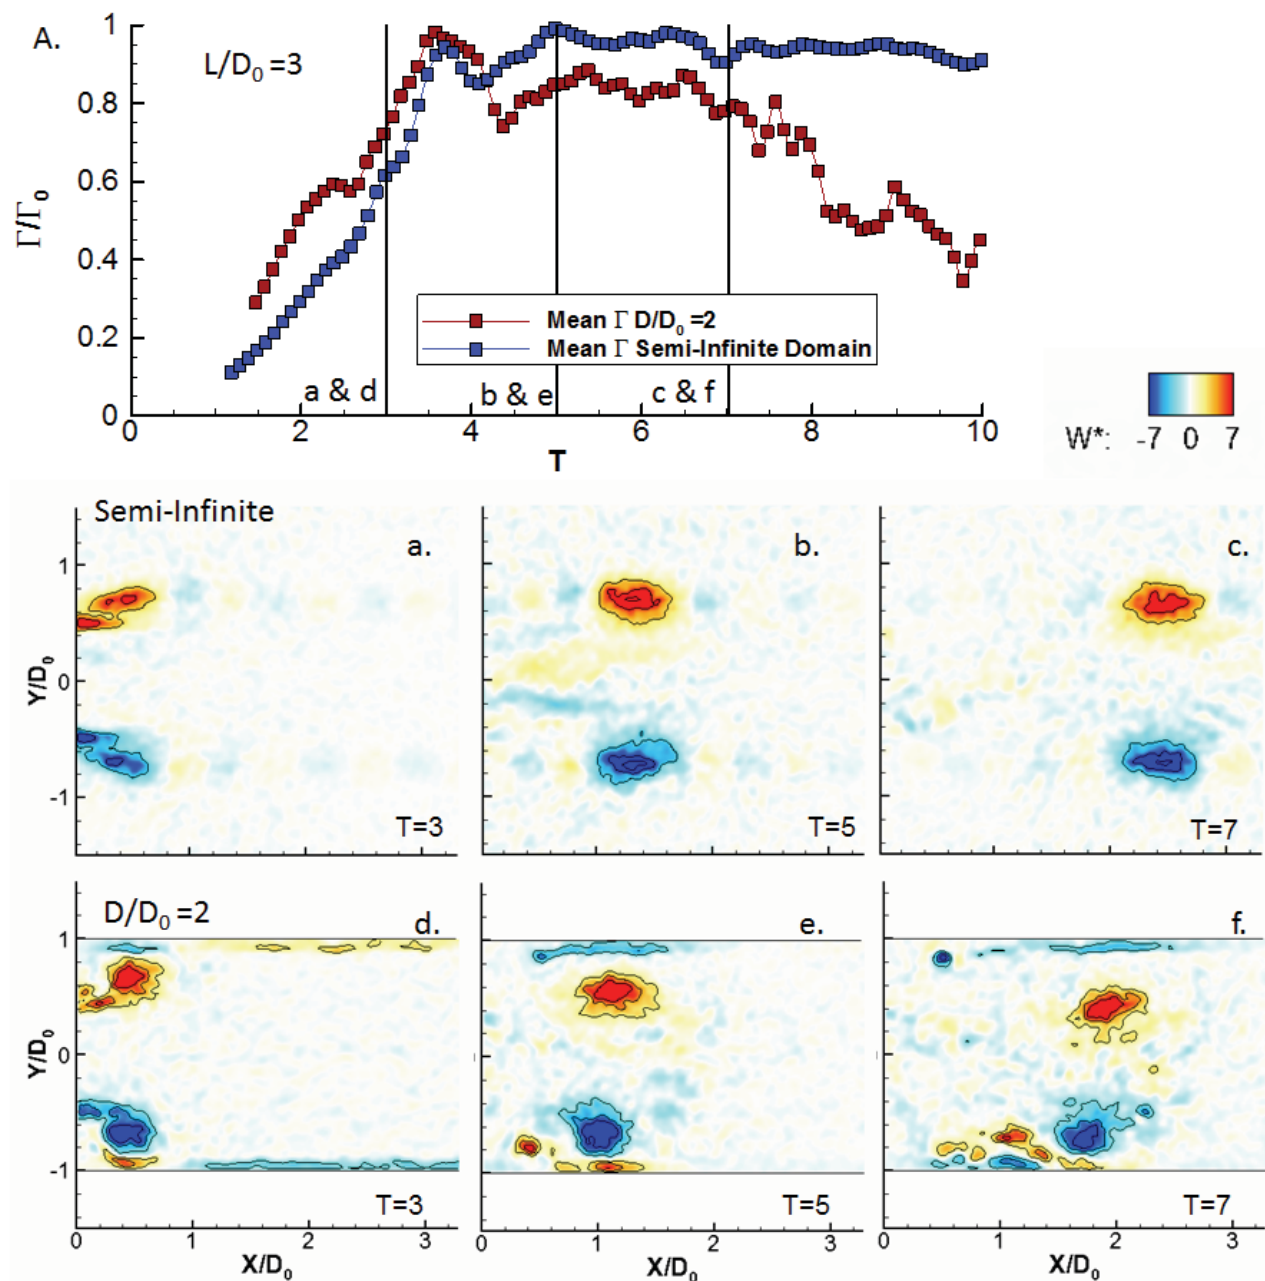 A.
L/D₀ =3
Γ/Γ₀
1
0.8
0.6
0.4
0.2
0
Mean Γ D/D₀ =2
Mean Γ Semi-Infinite Domain
a & d
b & e
c & f
0 2 4 6 8 10
T
W*: -7 0 7
Semi-Infinite
a.
b.
c.
Y/D₀
1
0
-1
T=3
T=5
T=7
D/D₀ =2
d.
e.
f.
Y/D₀
1
0
-1
T=3
T=5
T=7
0 1 2 3
0 1 2 3
0 1 2 3
X/D₀
X/D₀
X/D₀